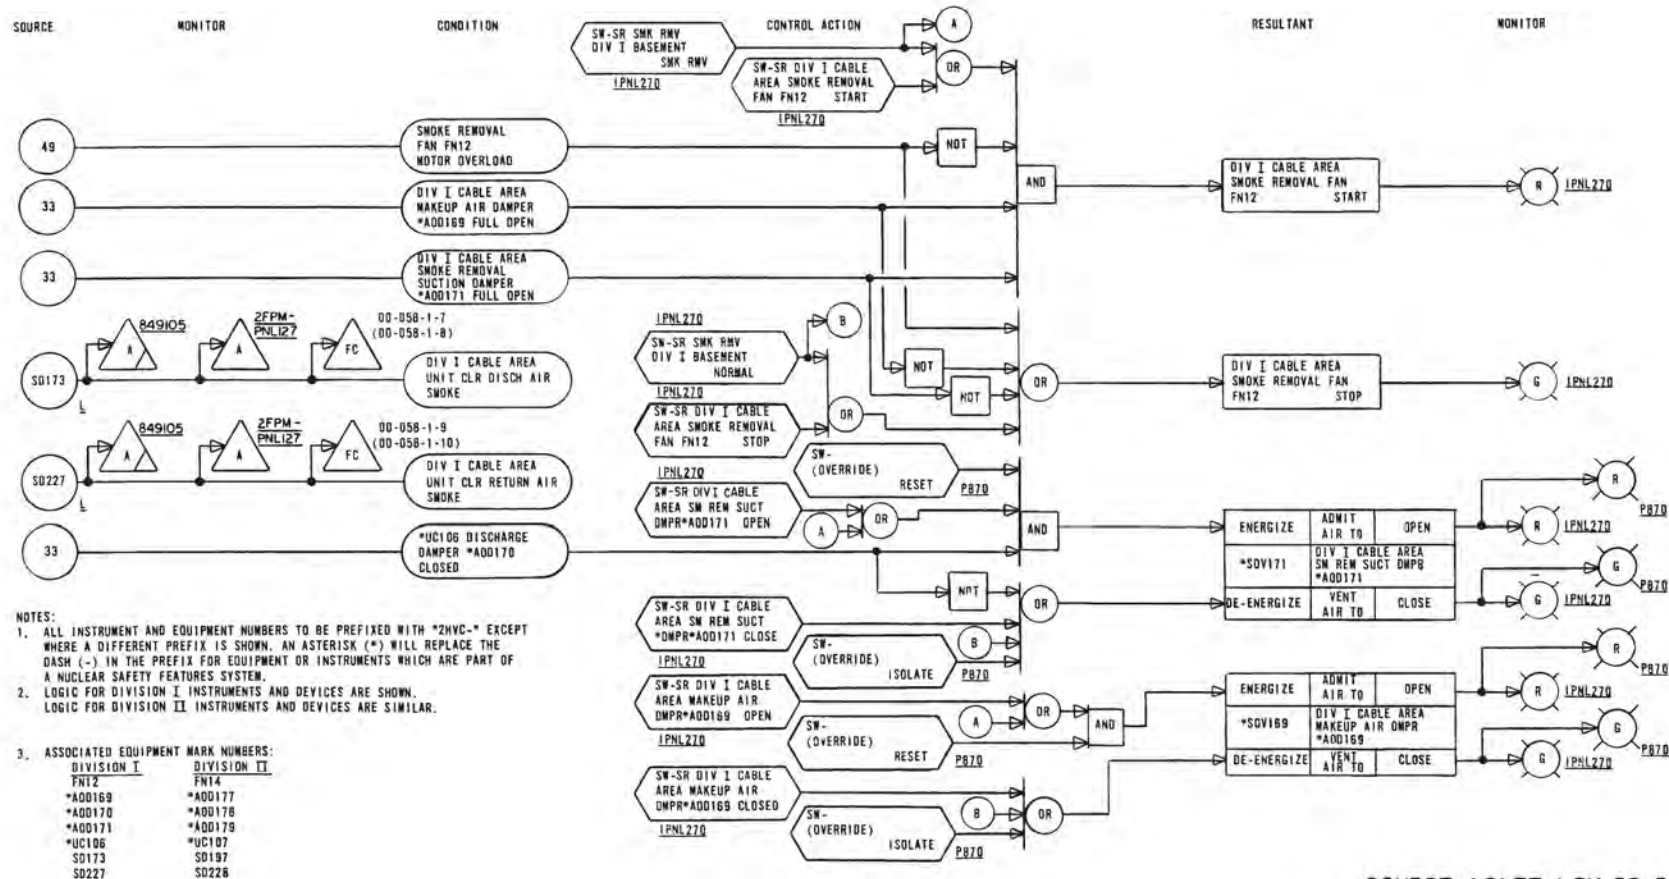 SOURCE MONITOR CONDITION CONTROL ACTION RESULTANT MONITOR
SW-SR SMK RMV
DIV I BASEMENT
SMK RMV
1PNL270
A
OR
SW-SR DIV I CABLE
AREA SMOKE REMOVAL
FAN FN12 START
1PNL270
49
SMOKE REMOVAL
FAN FN12
MOTOR OVERLOAD
NOT
33
DIV I CABLE AREA
MAKEUP AIR DAMPER
*AOD169 FULL OPEN
AND
DIV I CABLE AREA
SMOKE REMOVAL FAN
FN12 START
R
1PNL270
33
DIV I CABLE AREA
SMOKE REMOVAL
SUCTION DAMPER
*AOD171 FULL OPEN
849105
A
2FPM-
PNL127
A
FC
00-058-1-7
(00-058-1-8)
SD173
L
DIV I CABLE AREA
UNIT CLR DISCH AIR
SMOKE
1PNL270
SW-SR SMK RMV
DIV I BASEMENT
NORMAL
B
NOT
NOT
OR
DIV I CABLE AREA
SMOKE REMOVAL FAN
FN12 STOP
G
1PNL270
1PNL270
SW-SR DIV I CABLE
AREA SMOKE REMOVAL
FAN FN12 STOP
OR
849105
A
2FPM-
PNL127
A
FC
00-058-1-9
(00-058-1-10)
SD227
L
DIV I CABLE AREA
UNIT CLR RETURN AIR
SMOKE
SW-
(OVERRIDE)
RESET
P870
1PNL270
SW-SR DIV I CABLE
AREA SM REM SUCT
DMPR*AOD171 OPEN
A
OR
AND
33
*UC106 DISCHARGE
DAMPER *AOD170
CLOSED
ENERGIZE ADMIT AIR TO OPEN
*SOV171 DIV I CABLE AREA
SM REM SUCT DMPR
*AOD171
DE-ENERGIZE VENT AIR TO CLOSE
R
P870
R
1PNL270
G
P870
G
1PNL270
NOT
SW-SR DIV I CABLE
AREA SM REM SUCT
*DMPR*AOD171 CLOSE
1PNL270
B
OR
SW-
(OVERRIDE)
ISOLATE
P870
SW-SR DIV I CABLE
AREA MAKEUP AIR
DMPR*AOD169 OPEN
1PNL270
A
OR
AND
SW-
(OVERRIDE)
RESET
P870
ENERGIZE ADMIT AIR TO OPEN
*SOV169 DIV I CABLE AREA
MAKEUP AIR DMPR
*AOD169
DE-ENERGIZE VENT AIR TO CLOSE
R
P870
R
1PNL270
G
P870
G
1PNL270
SW-SR DIV I CABLE
AREA MAKEUP AIR
DMPR*AOD169 CLOSED
1PNL270
B
OR
SW-
(OVERRIDE)
ISOLATE
P870
NOTES:
1. ALL INSTRUMENT AND EQUIPMENT NUMBERS TO BE PREFIXED WITH "2HVC-" EXCEPT
WHERE A DIFFERENT PREFIX IS SHOWN. AN ASTERISK (*) WILL REPLACE THE
DASH (-) IN THE PREFIX FOR EQUIPMENT OR INSTRUMENTS WHICH ARE PART OF
A NUCLEAR SAFETY FEATURES SYSTEM.
2. LOGIC FOR DIVISION I INSTRUMENTS AND DEVICES ARE SHOWN.
LOGIC FOR DIVISION II INSTRUMENTS AND DEVICES ARE SIMILAR.
3. ASSOCIATED EQUIPMENT MARK NUMBERS:
DIVISION I DIVISION II
FN12 FN14
*AOD169 *AOD177
*AOD170 *AOD178
*AOD171 *AOD179
*UC106 *UC107
SD173 SD197
SD227 SD228